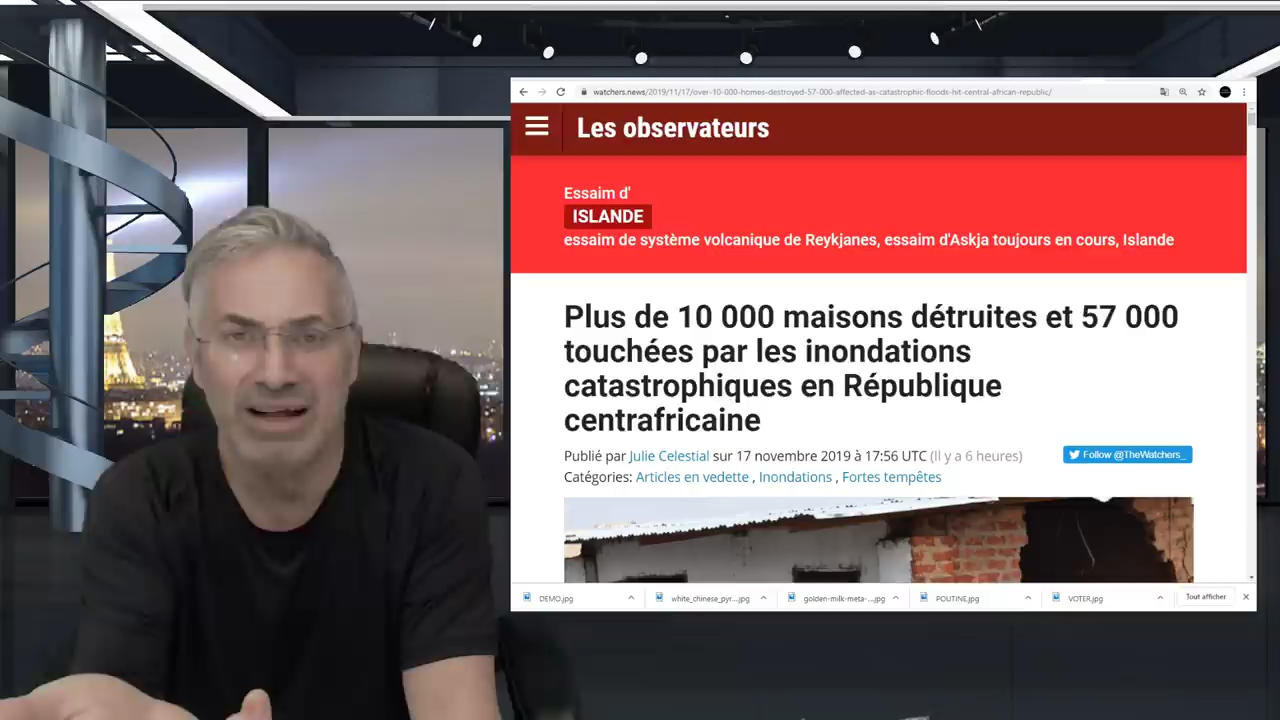 watchers.news/2019/11/17/over-10-000-homes-destroyed-57-000-affected-as-catastrophic-floods-hit-central-african-republic/
Les observateurs
Essaim d'
ISLANDE
essaim de système volcanique de Reykjanes, essaim d'Askja toujours en cours, Islande
Plus de 10 000 maisons détruites et 57 000
touchées par les inondations
catastrophiques en République
centrafricaine
Publié par Julie Celestial sur 17 novembre 2019 à 17:56 UTC (Il y a 6 heures)
Follow @TheWatchers_
Catégories: Articles en vedette , Inondations , Fortes tempêtes
DEMO.jpg
white_chinese_pyr....jpg
golden-milk-meta-....jpg
POUTINE.jpg
VOTER.jpg
Tout afficher